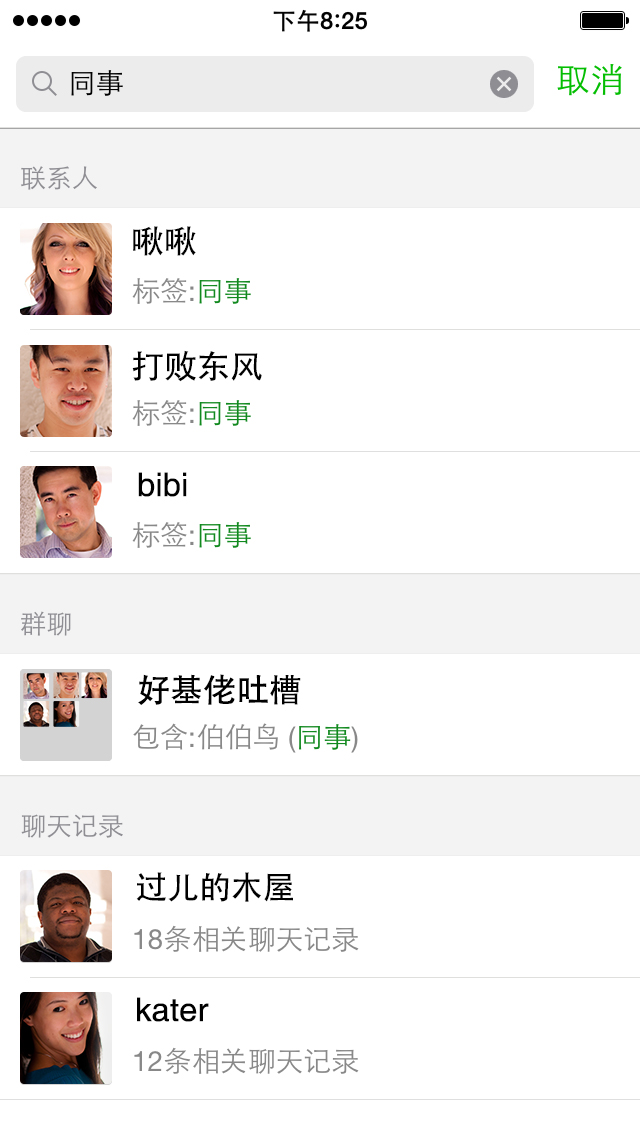 下午8:25
同事
取消
联系人
啾啾
标签:同事
打败东风
标签:同事
bibi
标签:同事
群聊
好基佬吐槽
包含:伯伯鸟 (同事)
聊天记录
过儿的木屋
18条相关聊天记录
kater
12条相关聊天记录